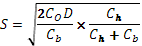 S = √(2C_O D / C_b × C_h / (C_h + C_b))